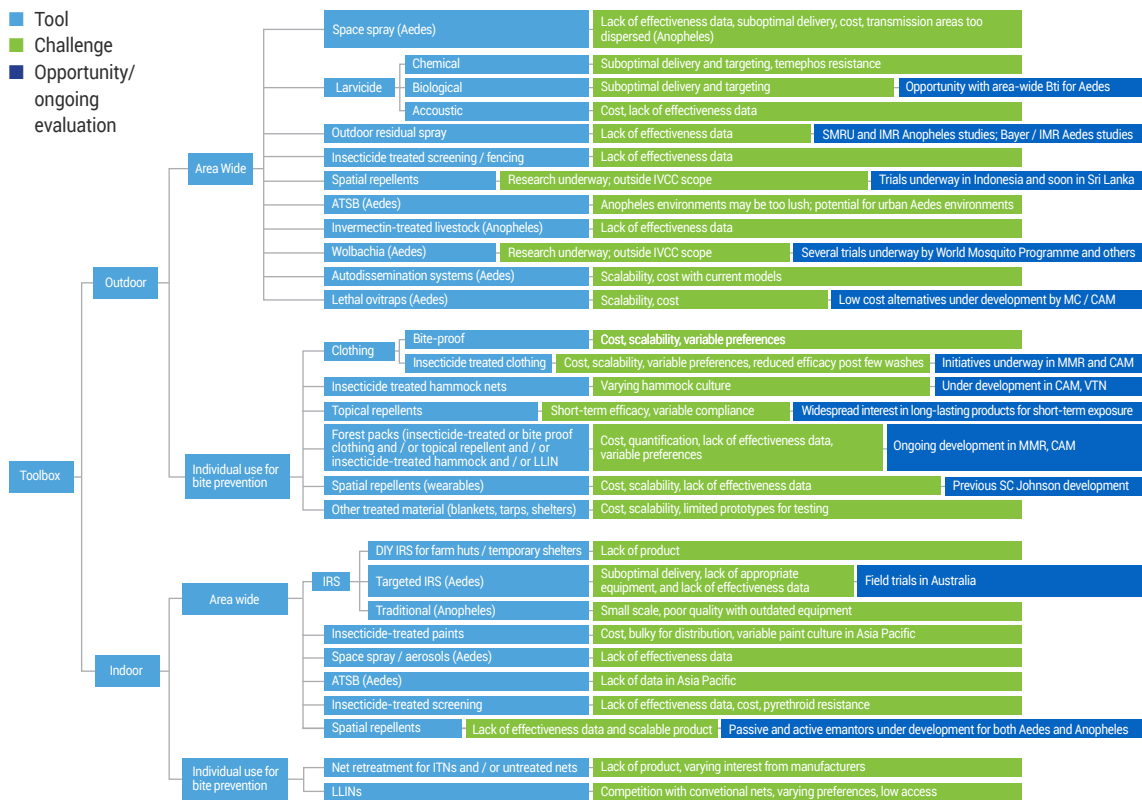 Tool
Challenge
Opportunity/
ongoing
evaluation
Toolbox
Outdoor
Area Wide
Space spray (Aedes)
Lack of effectiveness data, suboptimal delivery, cost, transmission areas too
dispersed (Anopheles)
Larvicide
Chemical
Suboptimal delivery and targeting, temephos resistance
Biological
Suboptimal delivery and targeting
Opportunity with area-wide Bti for Aedes
Accoustic
Cost, lack of effectiveness data
Outdoor residual spray
Lack of effectiveness data
SMRU and IMR Anopheles studies; Bayer / IMR Aedes studies
Insecticide treated screening / fencing
Lack of effectiveness data
Spatial repellents
Research underway; outside IVCC scope
Trials underway in Indonesia and soon in Sri Lanka
ATSB (Aedes)
Anopheles environments may be too lush; potential for urban Aedes environments
Invermectin-treated livestock (Anopheles)
Lack of effectiveness data
Wolbachia (Aedes)
Research underway; outside IVCC scope
Several trials underway by World Mosquito Programme and others
Autodissemination systems (Aedes)
Scalability, cost with current models
Lethal ovitraps (Aedes)
Scalability, cost
Low cost alternatives under development by MC / CAM
Individual use for
bite prevention
Clothing
Bite-proof
Cost, scalability, variable preferences
Insecticide treated clothing
Cost, scalability, variable preferences, reduced efficacy post few washes
Initiatives underway in MMR and CAM
Insecticide treated hammock nets
Varying hammock culture
Under development in CAM, VTN
Topical repellents
Short-term efficacy, variable compliance
Widespread interest in long-lasting products for short-term exposure
Forest packs (insecticide-treated or bite proof
clothing and / or topical repellent and / or
insecticide-treated hammock and / or LLIN
Cost, quantification, lack of effectiveness data,
variable preferences
Ongoing development in MMR, CAM
Spatial repellents (wearables)
Cost, scalability, lack of effectiveness data
Previous SC Johnson development
Other treated material (blankets, tarps, shelters)
Cost, scalability, limited prototypes for testing
Indoor
Area wide
IRS
DIY IRS for farm huts / temporary shelters
Lack of product
Targeted IRS (Aedes)
Suboptimal delivery, lack of appropriate
equipment, and lack of effectiveness data
Field trials in Australia
Traditional (Anopheles)
Small scale, poor quality with outdated equipment
Insecticide-treated paints
Cost, bulky for distribution, variable paint culture in Asia Pacific
Space spray / aerosols (Aedes)
Lack of effectiveness data
ATSB (Aedes)
Lack of data in Asia Pacific
Insecticide-treated screening
Lack of effectiveness data, cost, pyrethroid resistance
Spatial repellents
Lack of effectiveness data and scalable product
Passive and active emantors under development for both Aedes and Anopheles
Individual use for
bite prevention
Net retreatment for ITNs and / or untreated nets
Lack of product, varying interest from manufacturers
LLINs
Competition with convetional nets, varying preferences, low access